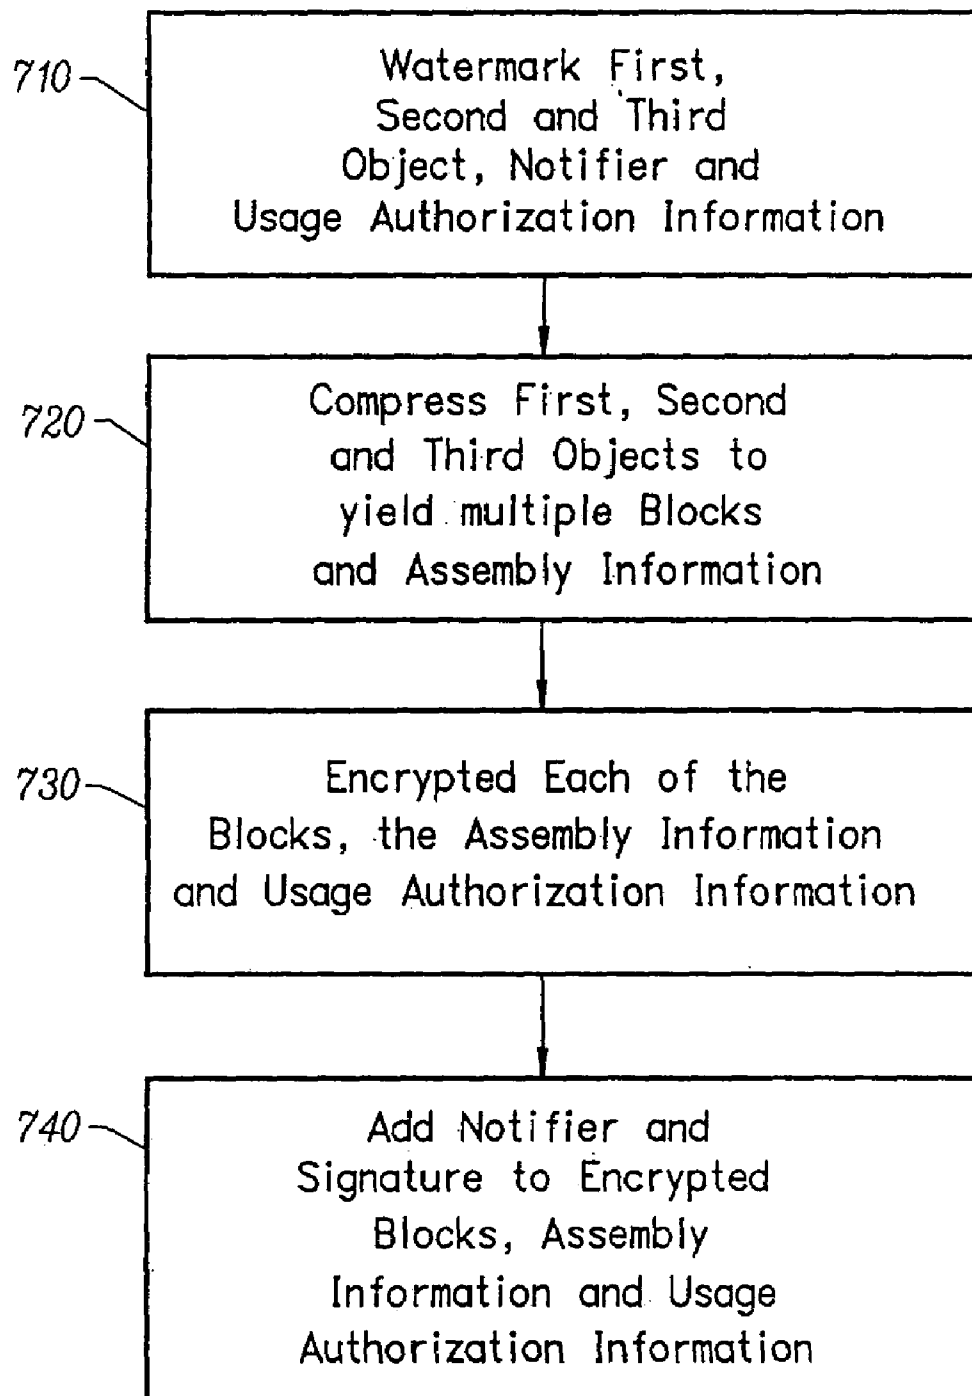 710
Watermark First,
Second and Third
Object, Notifier and
Usage Authorization Information
720
Compress First, Second
and Third Objects to
yield multiple Blocks
and Assembly Information
730
Encrypted Each of the
Blocks, the Assembly Information
and Usage Authorization Information
740
Add Notifier and
Signature to Encrypted
Blocks, Assembly
Information and Usage
Authorization Information